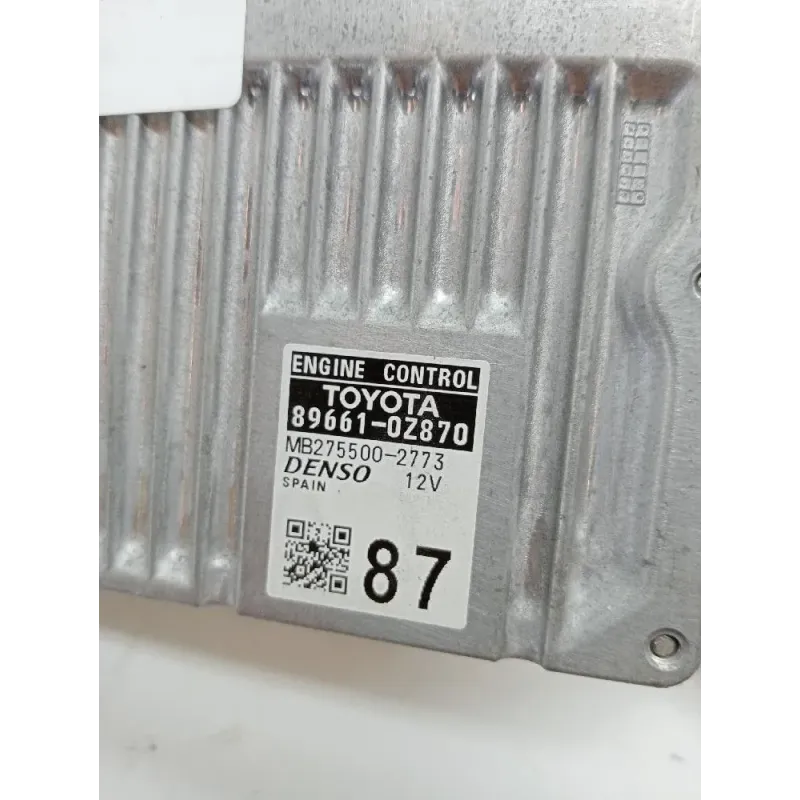 ENGINE CONTROL
TOYOTA
89661-0Z870
MB275500-2773
DENSO 12V
SPAIN
87